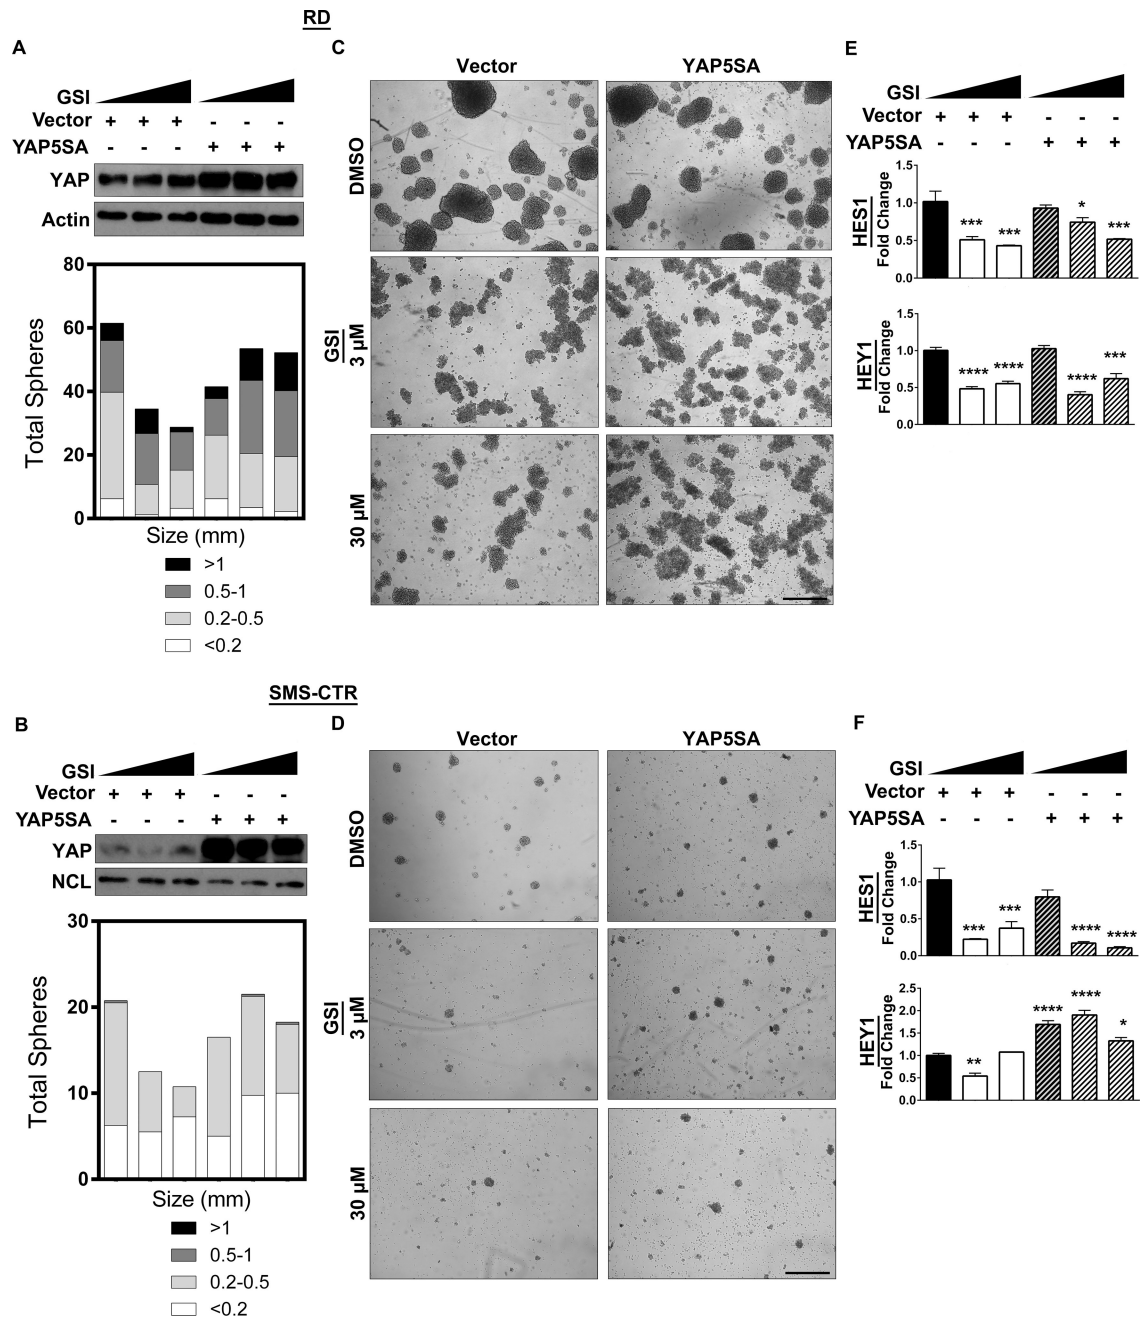 RD
A
GSI
Vector + + + - - -
YAP5SA - - - + + +
YAP
Actin
80
60
40
20
0
Total Spheres
Size (mm)
>1
0.5-1
0.2-0.5
<0.2
C
Vector YAP5SA
DMSO
GSI
3 µM
30 µM
E
GSI
Vector + + + - - -
YAP5SA - - - + + +
HES1
Fold Change
1.5
1.0
0.5
0.0
*** *** * ***
HEY1
Fold Change
1.5
1.0
0.5
0.0
**** **** **** ***
SMS-CTR
B
GSI
Vector + + + - - -
YAP5SA - - - + + +
YAP
NCL
30
20
10
0
Total Spheres
Size (mm)
>1
0.5-1
0.2-0.5
<0.2
D
Vector YAP5SA
DMSO
GSI
3 µM
30 µM
F
GSI
Vector + + + - - -
YAP5SA - - - + + +
HES1
Fold Change
1.5
1.0
0.5
0.0
*** *** **** ****
HEY1
Fold Change
2.5
2.0
1.5
1.0
0.5
0.0
** **** **** *